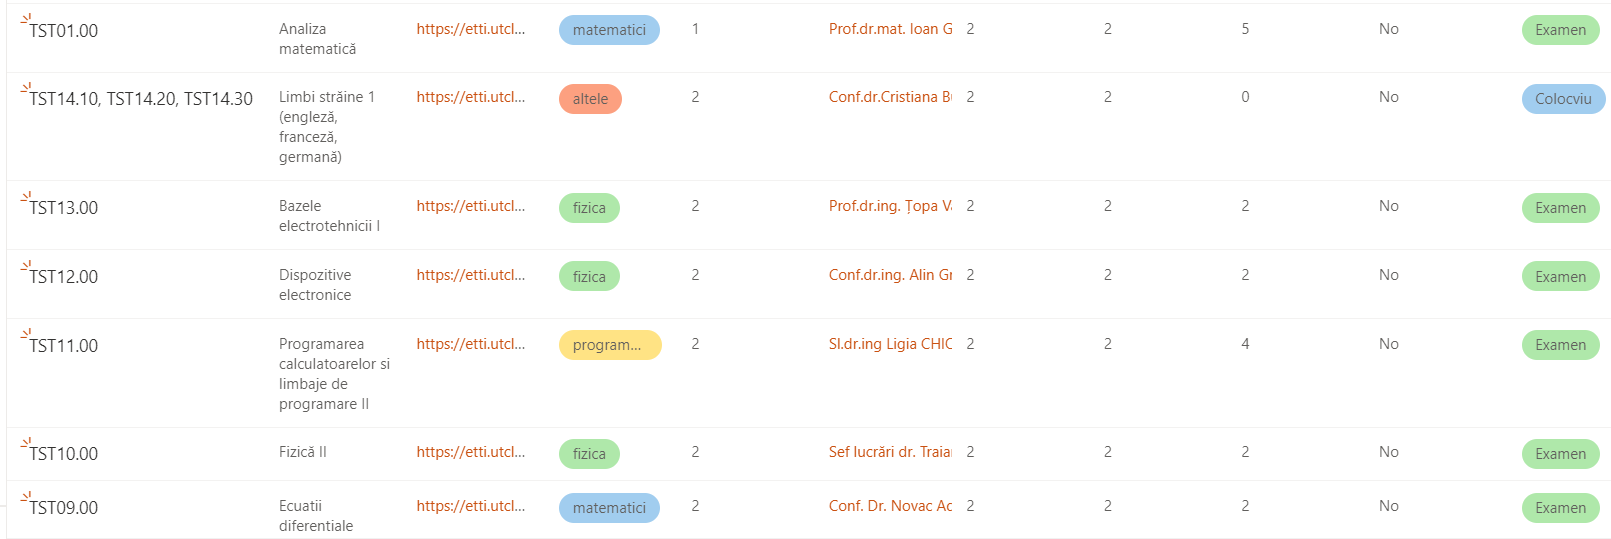 TST01.00 Analiza matematică https://etti.utcl... matematici 1 Prof.dr.mat. Ioan G 2 2 5 No Examen
TST14.10, TST14.20, TST14.30 Limbi străine 1 (engleză, franceză, germană) https://etti.utcl... altele 2 Conf.dr.Cristiana Bu 2 2 0 No Colocviu
TST13.00 Bazele electrotehnicii I https://etti.utcl... fizica 2 Prof.dr.ing. Țopa Va 2 2 2 No Examen
TST12.00 Dispozitive electronice https://etti.utcl... fizica 2 Conf.dr.ing. Alin Gr 2 2 2 No Examen
TST11.00 Programarea calculatoarelor si limbaje de programare II https://etti.utcl... program... 2 Sl.dr.ing Ligia CHIC 2 2 4 No Examen
TST10.00 Fizică II https://etti.utcl... fizica 2 Sef lucrări dr. Traia 2 2 2 No Examen
TST09.00 Ecuatii diferentiale https://etti.utcl... matematici 2 Conf. Dr. Novac Ac 2 2 2 No Examen